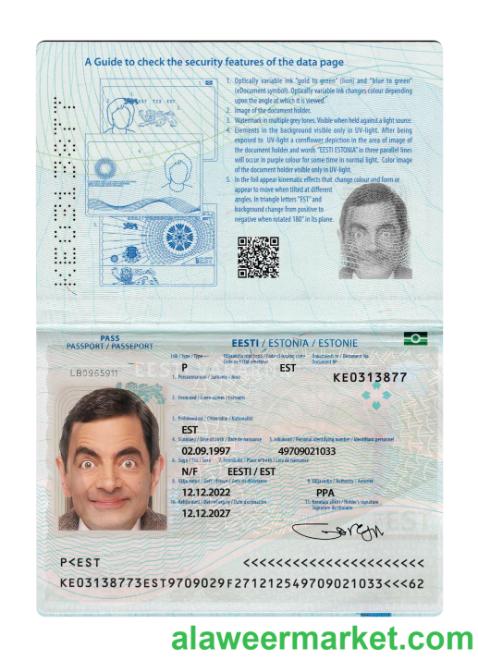 A Guide to check the security features of the data page
1. Optically variable ink "gold to green" (lion) and "blue to green"
(eDocument symbol). Optically variable ink changes colour depending
upon the angle at which it is viewed
2. Image of the document holder.
3. Watermark in multiple grey tones. Visible when held against a light source
4. Elements in the background visible only in UV-light. After being
exposed to UV-light a cornflower depiction in the area of image of
the document holder and words "EESTI ESTONIA" in three parallel lines
will occur in purple colour for some time in normal light. Color image
of the document holder visible only in UV-light.
5. In the foil appear kinematic effects that change colour and form or
appear to move when tilted at different
angles. In triangle letters "EST" and
background change from positive to
negative when rotated 180° in its plane.
KE0313877
PASS
PASSPORT / PASSEPORT
EESTI / ESTONIA / ESTONIE
P
EST
KE0313877
LB0965911
EST
02.09.1997
49709021033
N/F
EESTI / EST
12.12.2022
PPA
12.12.2027
P<EST <<<<<<<<<<<<<<<<<<<<<<<
KE03138773EST9709029F271212549709021033<<<62
alaweermarket.com